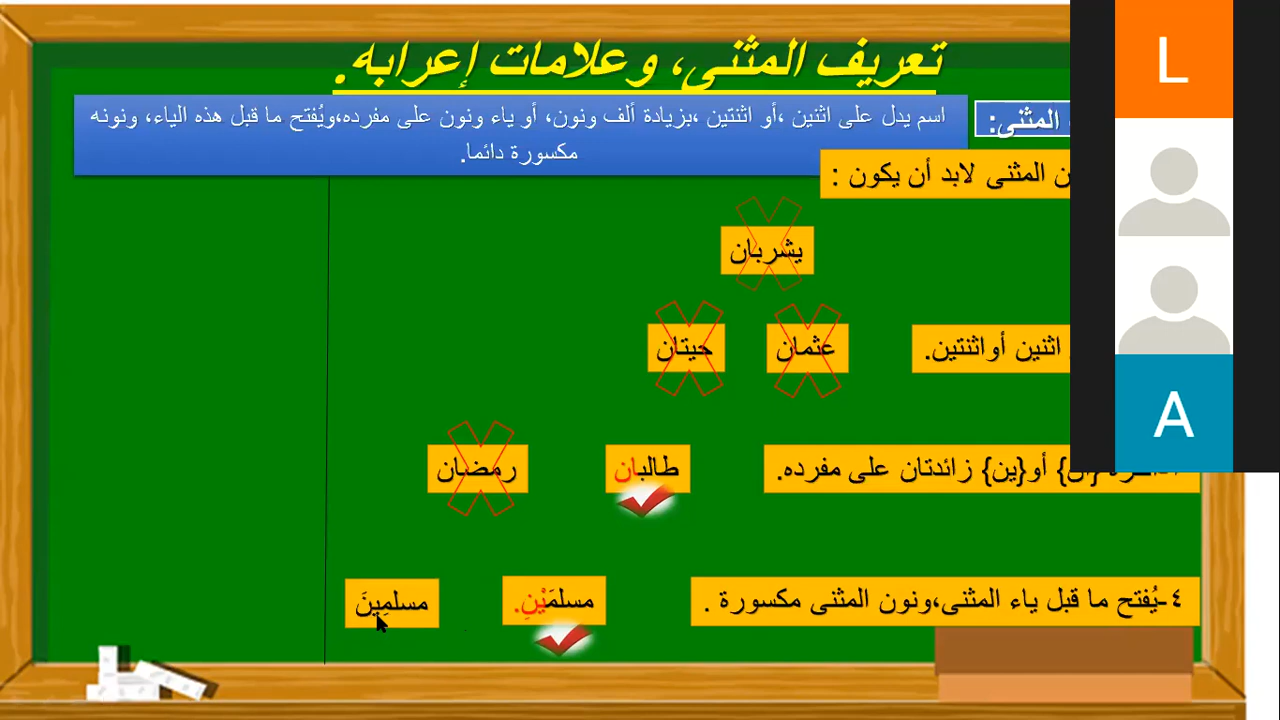 تعريف المثنى، وعلامات إعرابه.
المثنى:
اسم يدل على اثنين ،أو اثنتين ،بزيادة ألف ونون، أو ياء ونون على مفرده،ويُفتح ما قبل هذه الياء، ونونه
مكسورة دائما.
المثنى لابد أن يكون :
يشربان
اثنين أواثنتين.
عثمان
حيتان
أو{ين} زائدتان على مفرده.
طالبان
رمضان
٤-يُفتح ما قبل ياء المثنى،ونون المثنى مكسورة .
مسلمَيْنِ.
مسلمِينَ
L
A